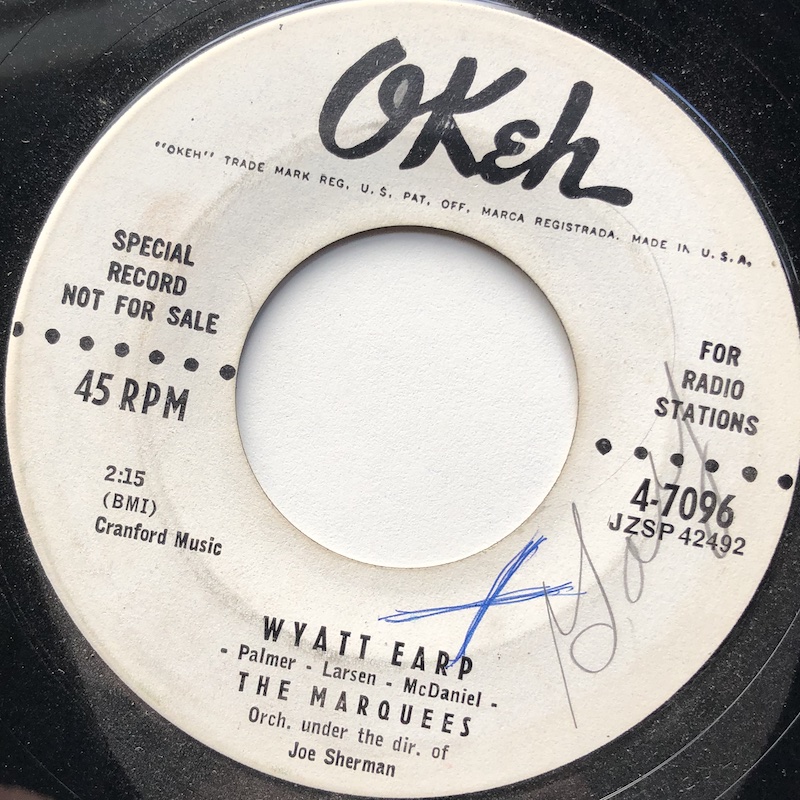 OKeh
"OKEH" TRADE MARK REG. U.S. PAT. OFF. MARCA REGISTRADA. MADE IN U.S.A.
SPECIAL
RECORD
NOT FOR SALE
45 RPM
FOR
RADIO
STATIONS
4-7096
JZSP 42492
2:15
(BMI)
Cranford Music
WYATT EARP
- Palmer - Larsen - McDaniel -
THE MARQUEES
Orch. under the dir. of
Joe Sherman